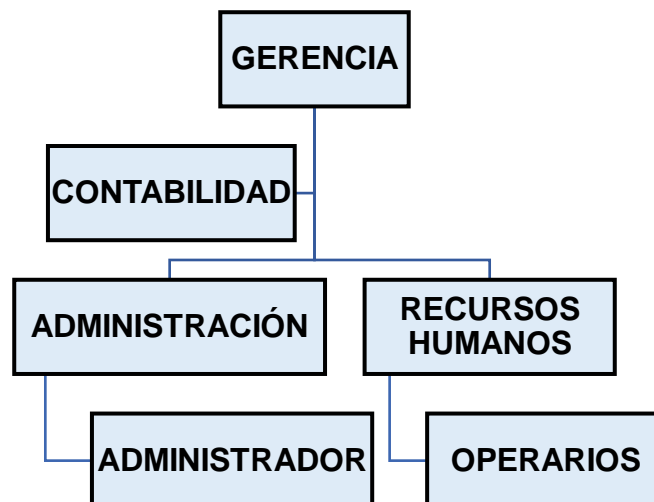 GERENCIA
CONTABILIDAD
ADMINISTRACIÓN
RECURSOS
HUMANOS
ADMINISTRADOR
OPERARIOS